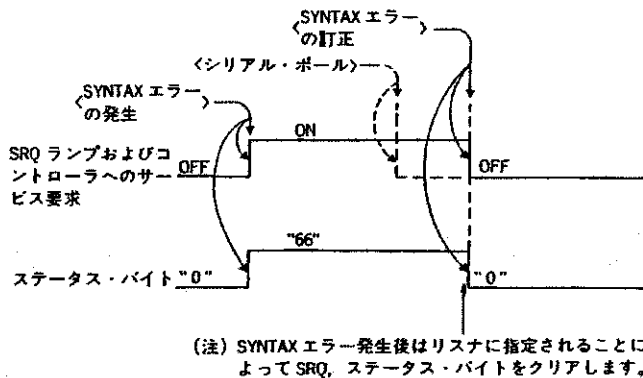 〈SYNTAX エラーの訂正〉
〈シリアル・ポール〉
〈SYNTAX エラーの発生〉
ON
SRQ ランプおよびコ
ントローラへのサー
ビス要求
OFF
OFF
"66"
ステータス・バイト "0"
"0"
(注) SYNTAX エラー発生後はリスナに指定されることに
よって SRQ, ステータス・バイトをクリアします。